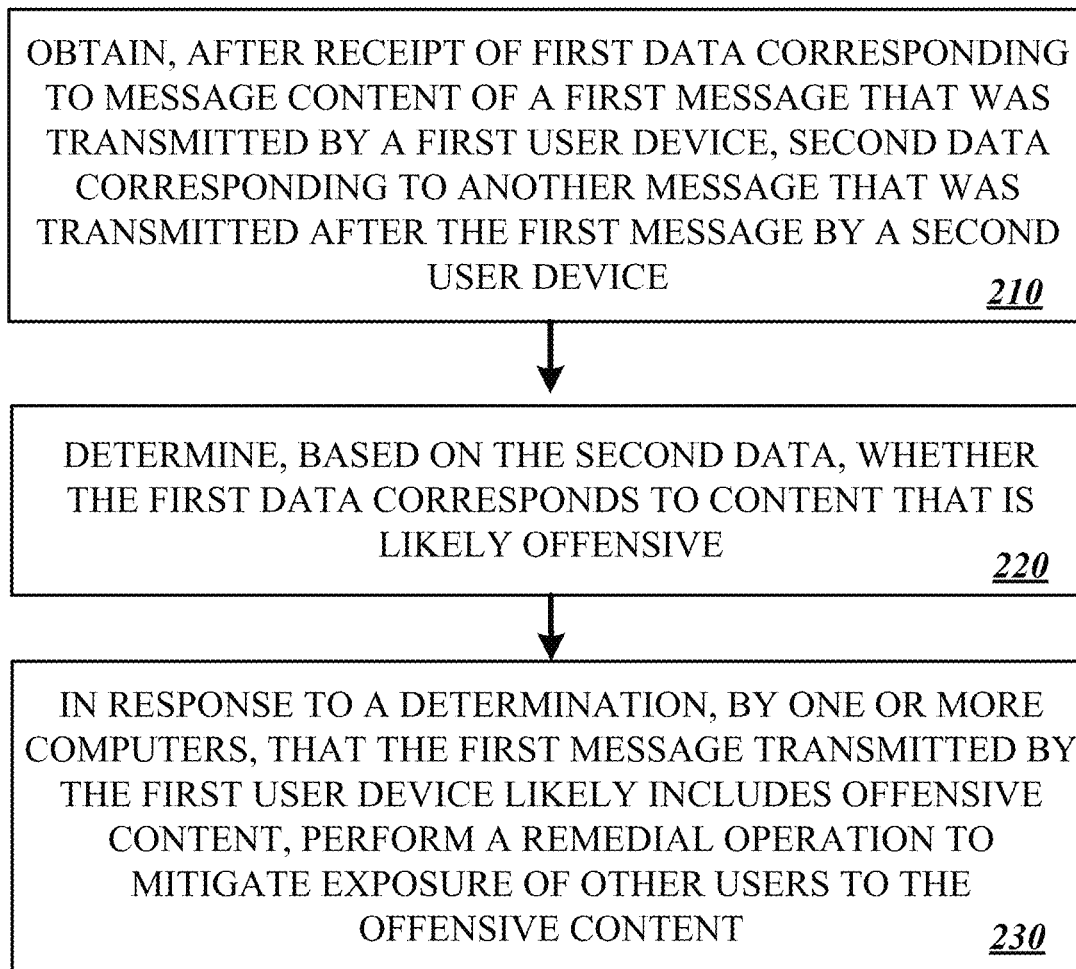 OBTAIN, AFTER RECEIPT OF FIRST DATA CORRESPONDING
TO MESSAGE CONTENT OF A FIRST MESSAGE THAT WAS
TRANSMITTED BY A FIRST USER DEVICE, SECOND DATA
CORRESPONDING TO ANOTHER MESSAGE THAT WAS
TRANSMITTED AFTER THE FIRST MESSAGE BY A SECOND
USER DEVICE
210
DETERMINE, BASED ON THE SECOND DATA, WHETHER
THE FIRST DATA CORRESPONDS TO CONTENT THAT IS
LIKELY OFFENSIVE
220
IN RESPONSE TO A DETERMINATION, BY ONE OR MORE
COMPUTERS, THAT THE FIRST MESSAGE TRANSMITTED BY
THE FIRST USER DEVICE LIKELY INCLUDES OFFENSIVE
CONTENT, PERFORM A REMEDIAL OPERATION TO
MITIGATE EXPOSURE OF OTHER USERS TO THE
OFFENSIVE CONTENT
230